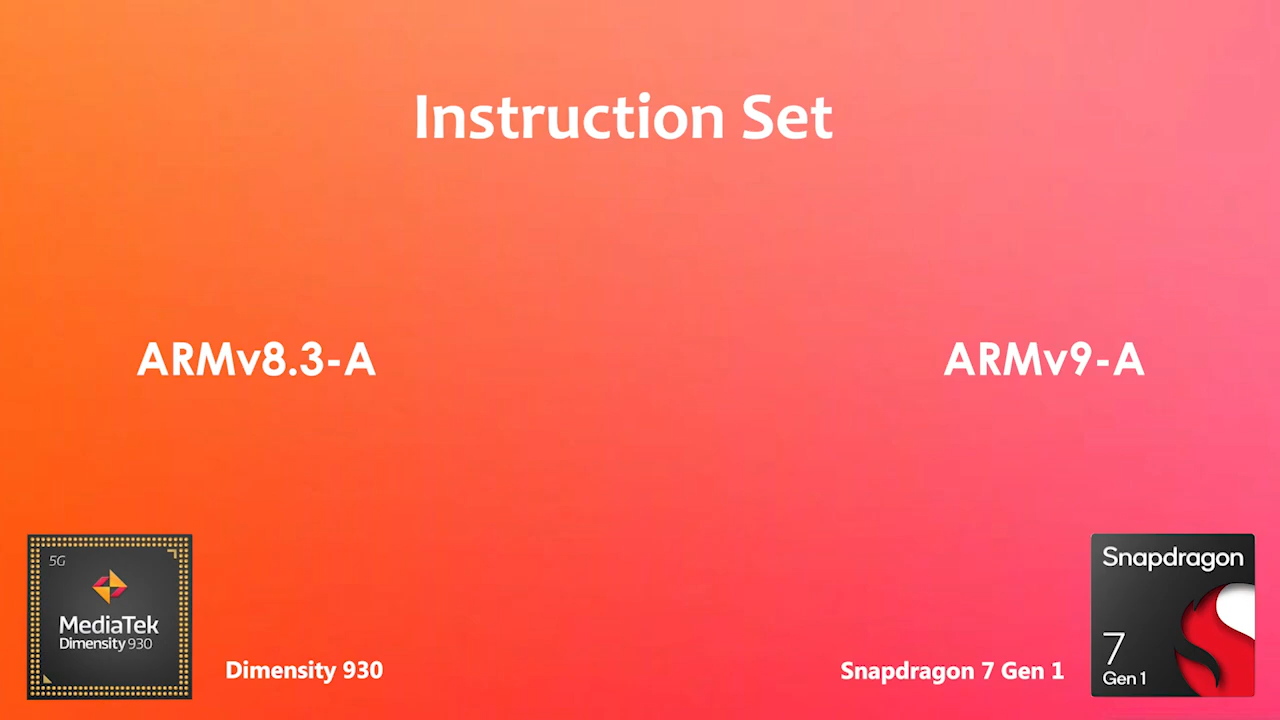 Instruction Set
ARMv8.3-A
ARMv9-A
5G
MediaTek
Dimensity 930
Dimensity 930
Snapdragon 7 Gen 1
Snapdragon
7
Gen 1